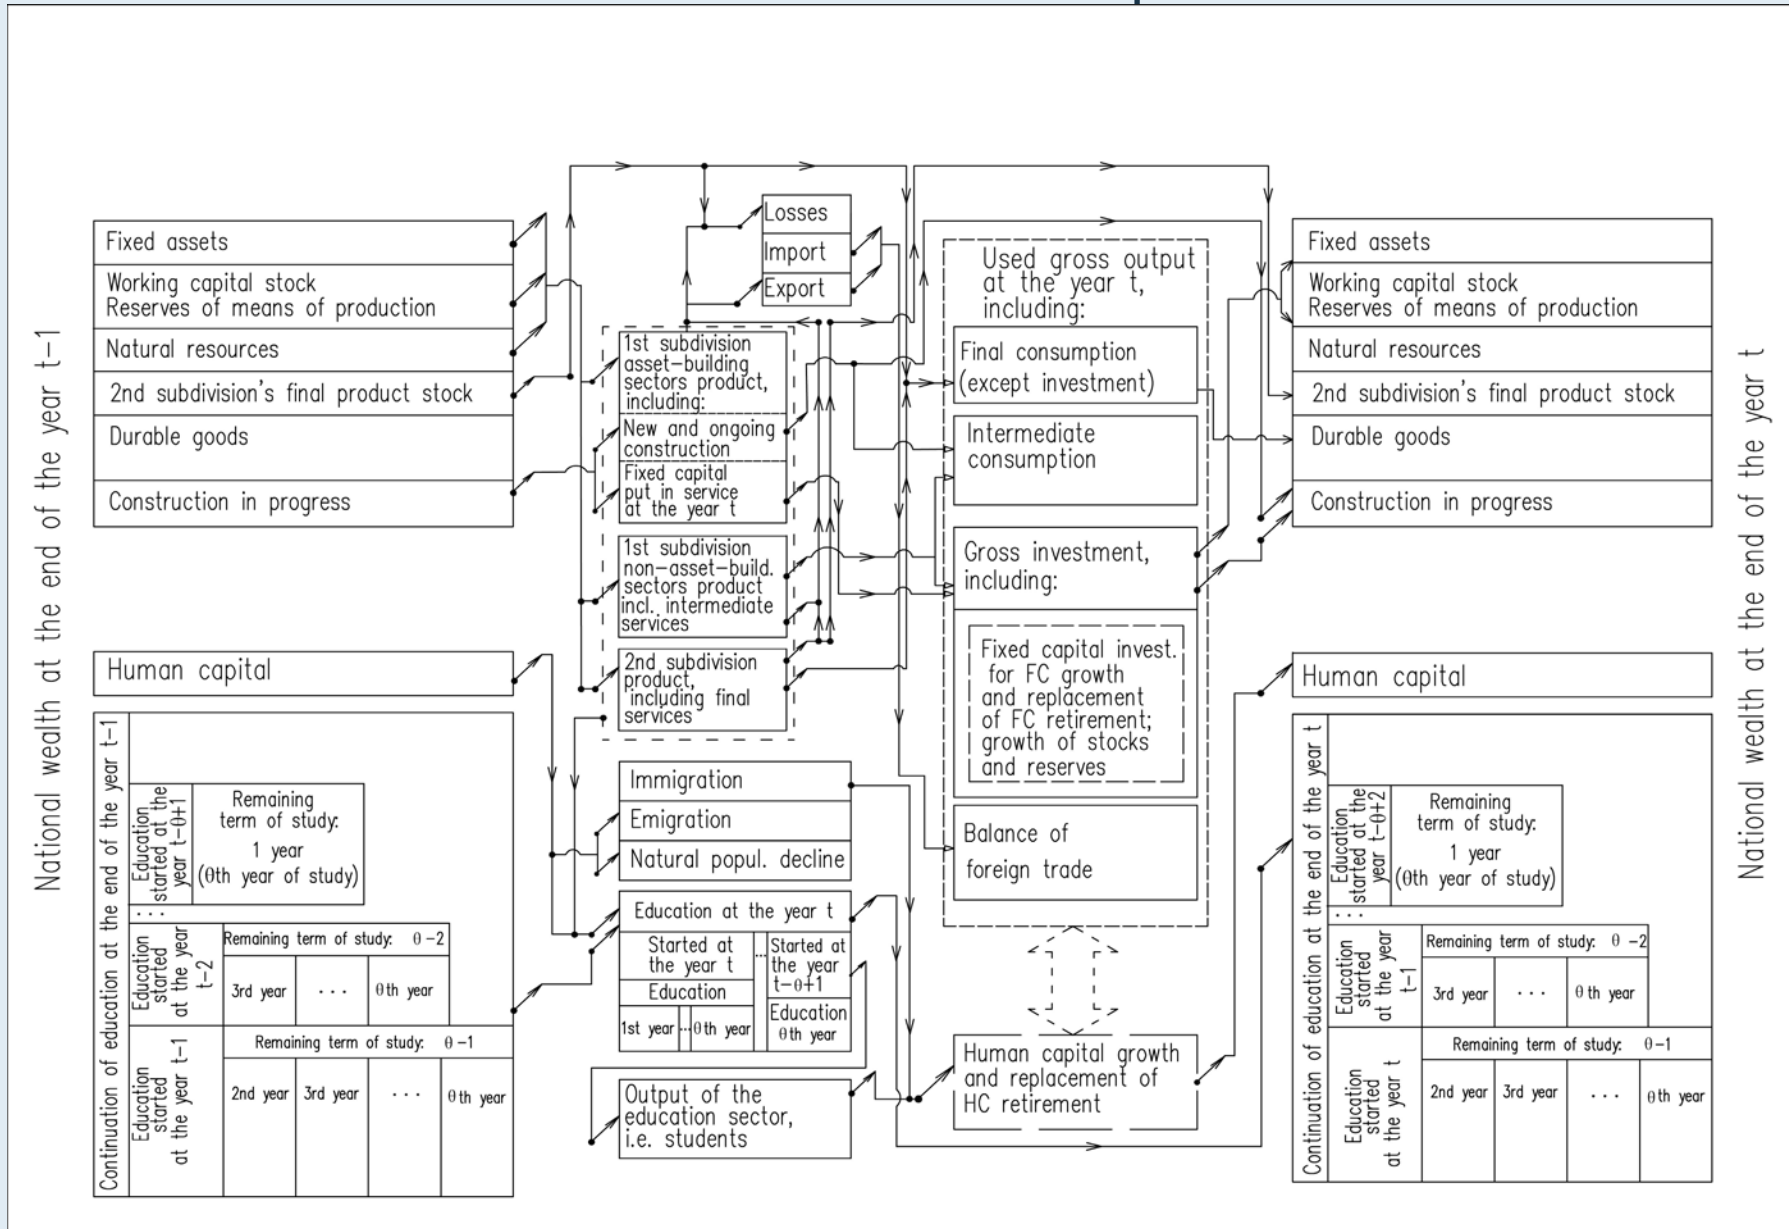 National wealth at the end of the year t-1
Fixed assets
Working capital stock
Reserves of means of production
Natural resources
2nd subdivision's final product stock
Durable goods
Construction in progress
Human capital
Continuation of education at the end of the year t-1
Education
started at the
year t-θ+1
Remaining
term of study:
1 year
(θth year of study)
...
Education
started
at the year
t-2
Remaining term of study: θ-2
3rd year ... θth year
Education
started
at the year t-1
Remaining term of study: θ-1
2nd year 3rd year ... θth year
Losses
Import
Export
1st subdivision
asset-building
sectors product,
including:
New and ongoing
construction
Fixed capital
put in service
at the year t
1st subdivision
non-asset-build.
sectors product
incl. intermediate
services
2nd subdivision
product,
including final
services
Immigration
Emigration
Natural popul. decline
Education at the year t
Started at
the year t
Education
1st year ... θth year
...
Started at
the year
t-θ+1
Education
θth year
Output of the
education sector,
i.e. students
Used gross output
at the year t,
including:
Final consumption
(except investment)
Intermediate
consumption
Gross investment,
including:
Fixed capital invest.
for FC growth
and replacement
of FC retirement;
growth of stocks
and reserves
Balance of
foreign trade
Human capital growth
and replacement of
HC retirement
Fixed assets
Working capital stock
Reserves of means of production
Natural resources
2nd subdivision's final product stock
Durable goods
Construction in progress
Human capital
Continuation of education at the end of the year t
Education
started at the
year t-θ+2
Remaining
term of study:
1 year
(θth year of study)
...
Education
started
at the year
t-1
Remaining term of study: θ-2
3rd year ... θth year
Education
started
at the year t
Remaining term of study: θ-1
2nd year 3rd year ... θth year
National wealth at the end of the year t